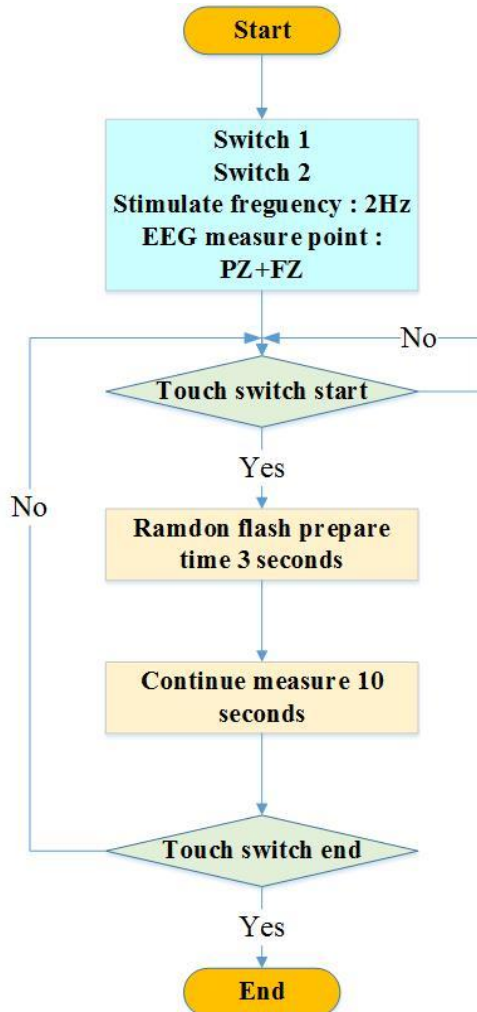 Start
Switch 1
Switch 2
Stimulate freguency : 2Hz
EEG measure point :
PZ+FZ
No
Touch switch start
Yes
No
Ramdon flash prepare
time 3 seconds
Continue measure 10
seconds
Touch switch end
Yes
End